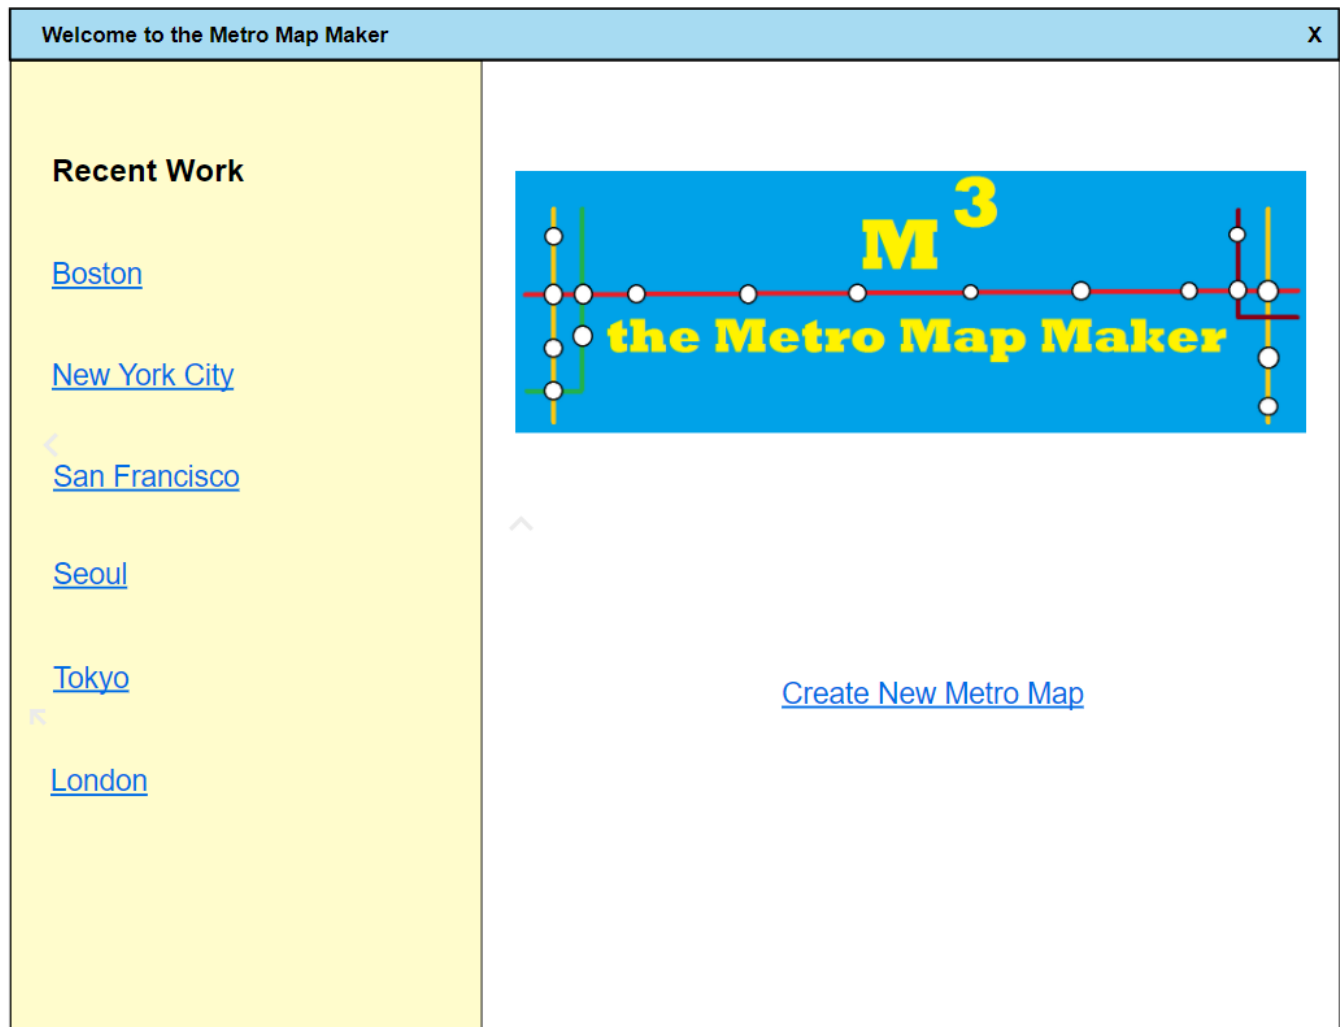 Welcome to the Metro Map Maker X
Recent Work
Boston
New York City
San Francisco
Seoul
Tokyo
London
M3
the Metro Map Maker
Create New Metro Map